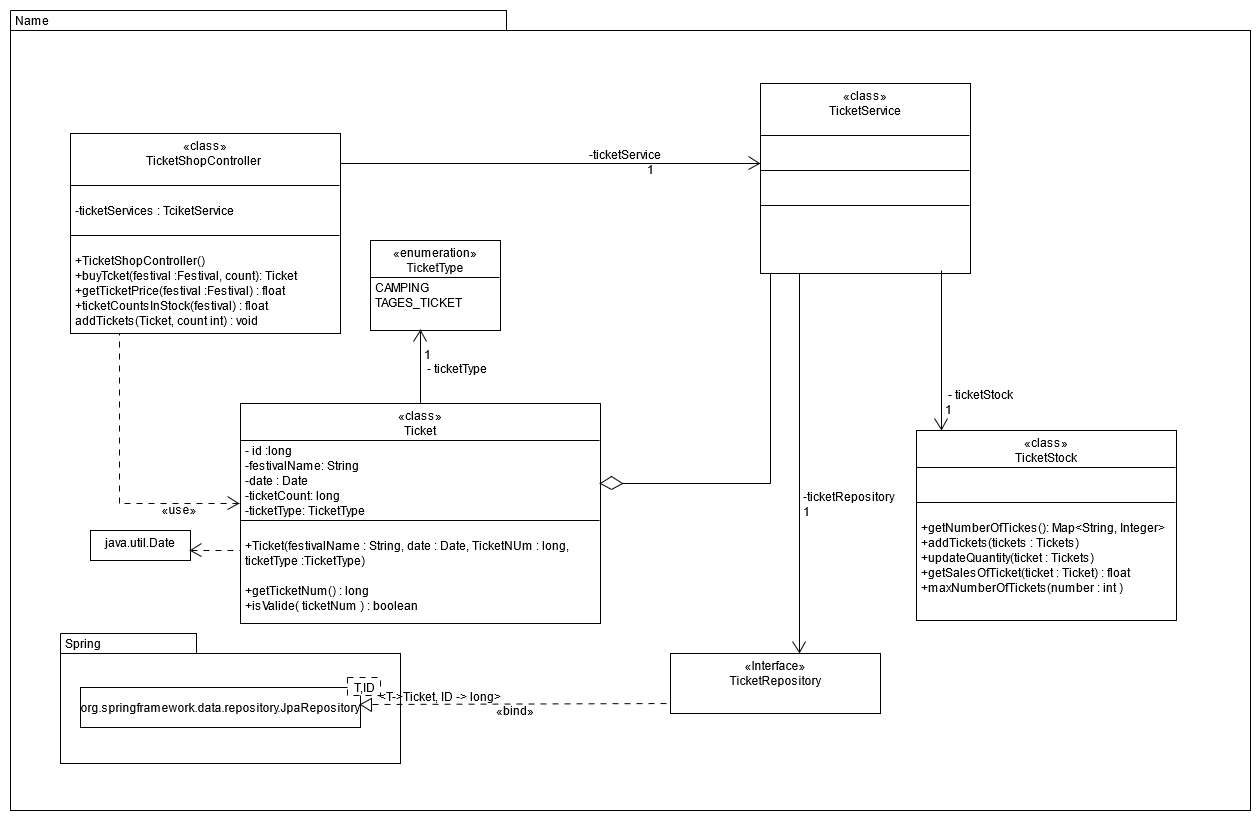 Name
«class»
TicketService
«class»
TicketShopController
-ticketServices : TciketService
+TicketShopController()
+buyTcket(festival :Festival, count): Ticket
+getTicketPrice(festival :Festival) : float
+ticketCountsInStock(festival) : float
addTickets(Ticket, count int) : void
-ticketService
1
«enumeration»
TicketType
CAMPING
TAGES_TICKET
1
- ticketType
«class»
Ticket
- id :long
-festivalName: String
-date : Date
-ticketCount: long
-ticketType: TicketType
+Ticket(festivalName : String, date : Date, TicketNUm : long,
ticketType :TicketType)
+getTicketNum() : long
+isValide( ticketNum ) : boolean
«use»
java.util.Date
- ticketStock
1
«class»
TicketStock
+getNumberOfTickes(): Map<String, Integer>
+addTickets(tickets : Tickets)
+updateQuantity(ticket : Tickets)
+getSalesOfTicket(ticket : Ticket) : float
+maxNumberOfTickets(number : int )
-ticketRepository
1
Spring
T,ID
org.springframework.data.repository.JpaRepository
<T->Ticket, ID -> long>
«bind»
«Interface»
TicketRepository